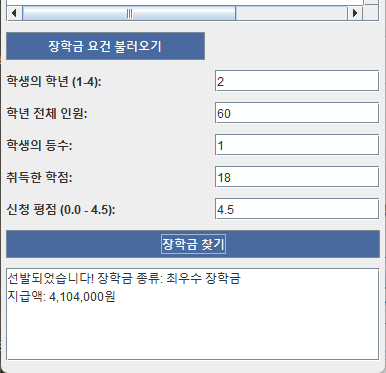 장학금 요건 불러오기
학생의 학년 (1-4): 2
학년 전체 인원: 60
학생의 등수: 1
취득한 학점: 18
신청 평점 (0.0 - 4.5): 4.5
장학금 찾기
선발되었습니다! 장학금 종류: 최우수 장학금
지급액: 4,104,000원